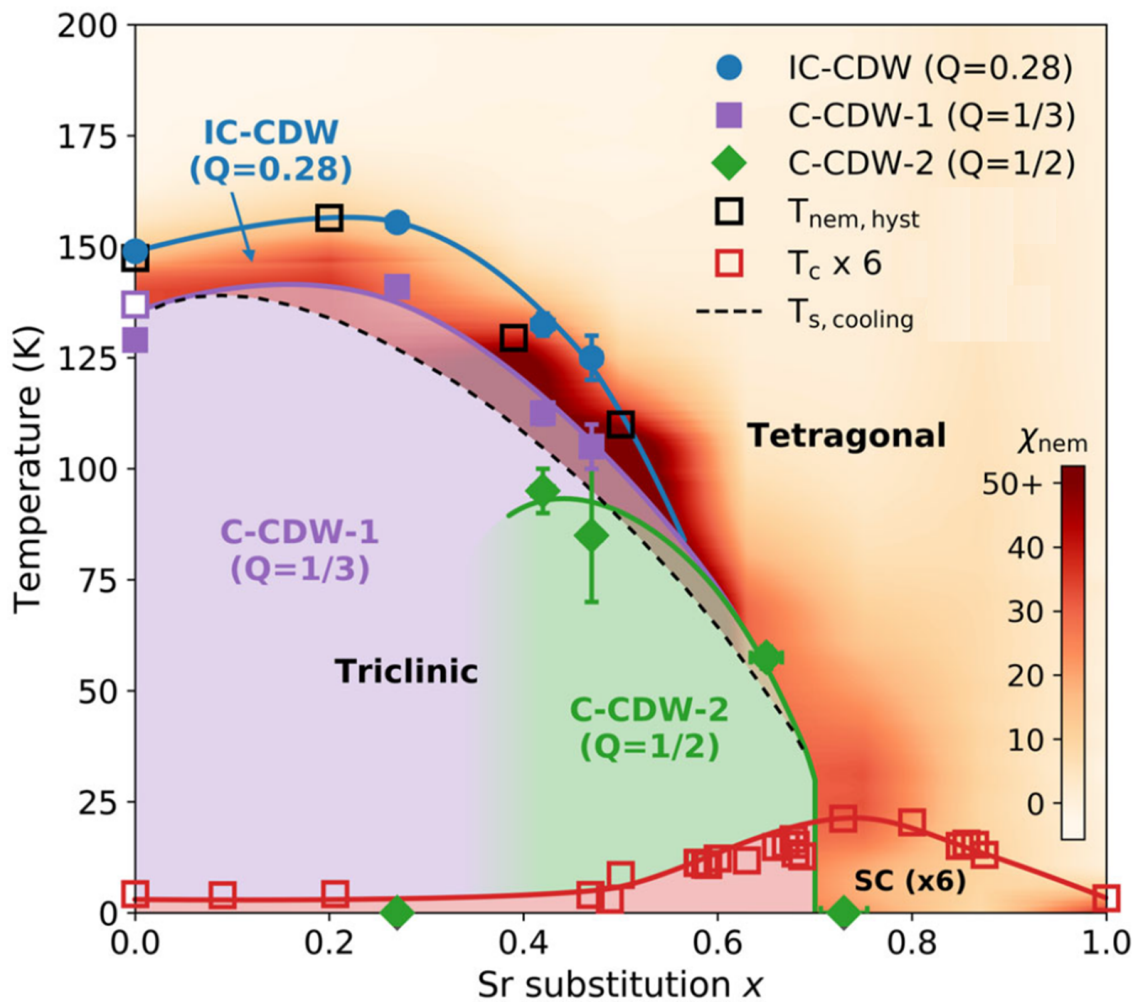 200
175
150
125
100
75
50
25
0
Temperature (K)
IC-CDW
(Q=0.28)
IC-CDW (Q=0.28)
C-CDW-1 (Q=1/3)
C-CDW-2 (Q=1/2)
Tnem, hyst
Tc x 6
Ts, cooling
Tetragonal
χnem
50+
40
30
20
10
0
C-CDW-1
(Q=1/3)
Triclinic
C-CDW-2
(Q=1/2)
SC (x6)
0.0
0.2
0.4
0.6
0.8
1.0
Sr substitution x